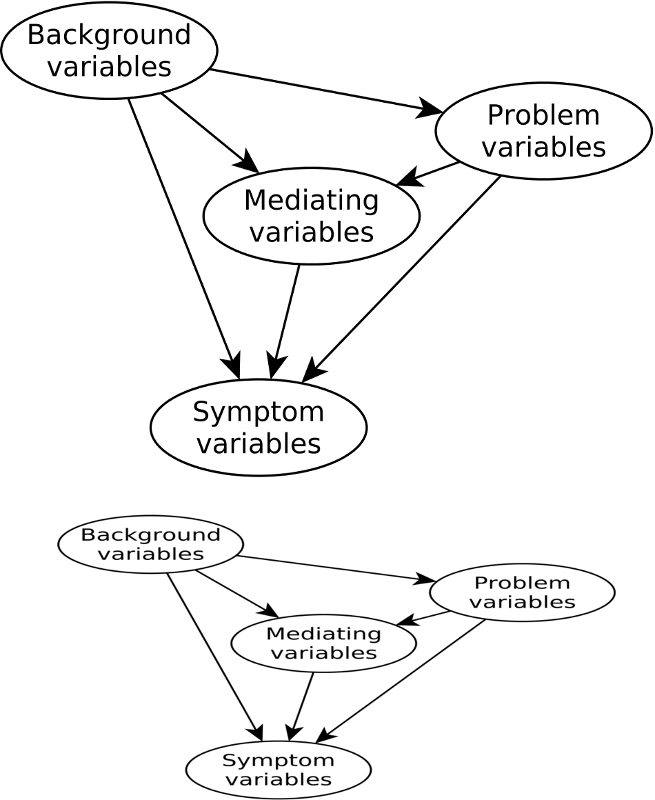 Background
variables
Problem
variables
Mediating
variables
Symptom
variables
Background
variables
Problem
variables
Mediating
variables
Symptom
variables